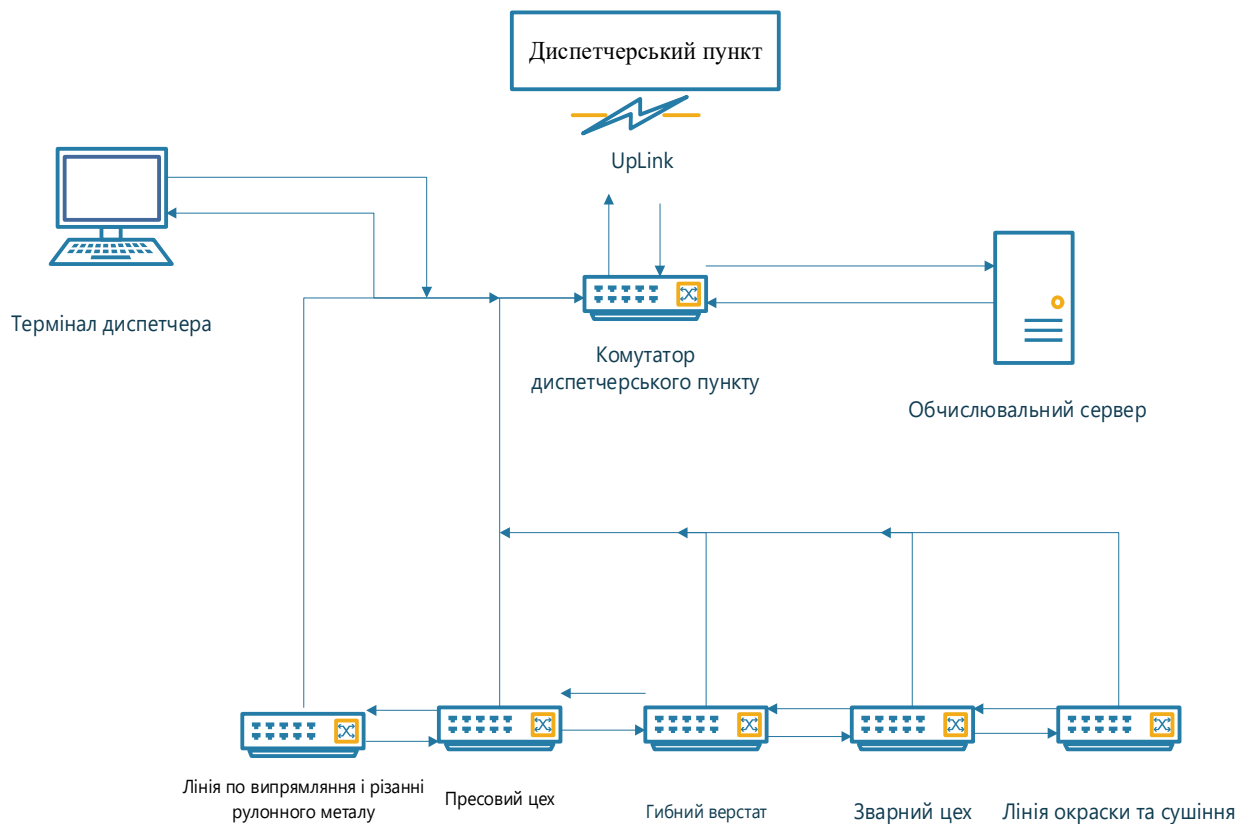 Диспетчерський пункт
UpLink
Термінал диспетчера
Комутатор
диспетчерського пункту
Обчислювальний сервер
Лінія по випрямляння і різанні
рулонного металу
Пресовий цех
Гибний верстат
Зварний цех
Лінія окраски та сушіння